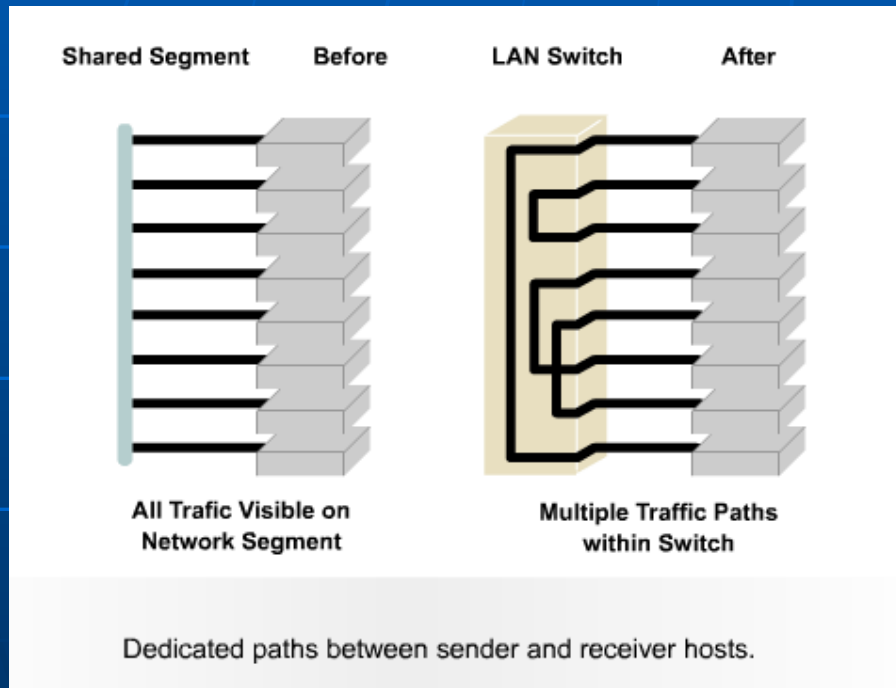 Shared Segment Before LAN Switch After
All Trafic Visible on
Network Segment
Multiple Traffic Paths
within Switch
Dedicated paths between sender and receiver hosts.